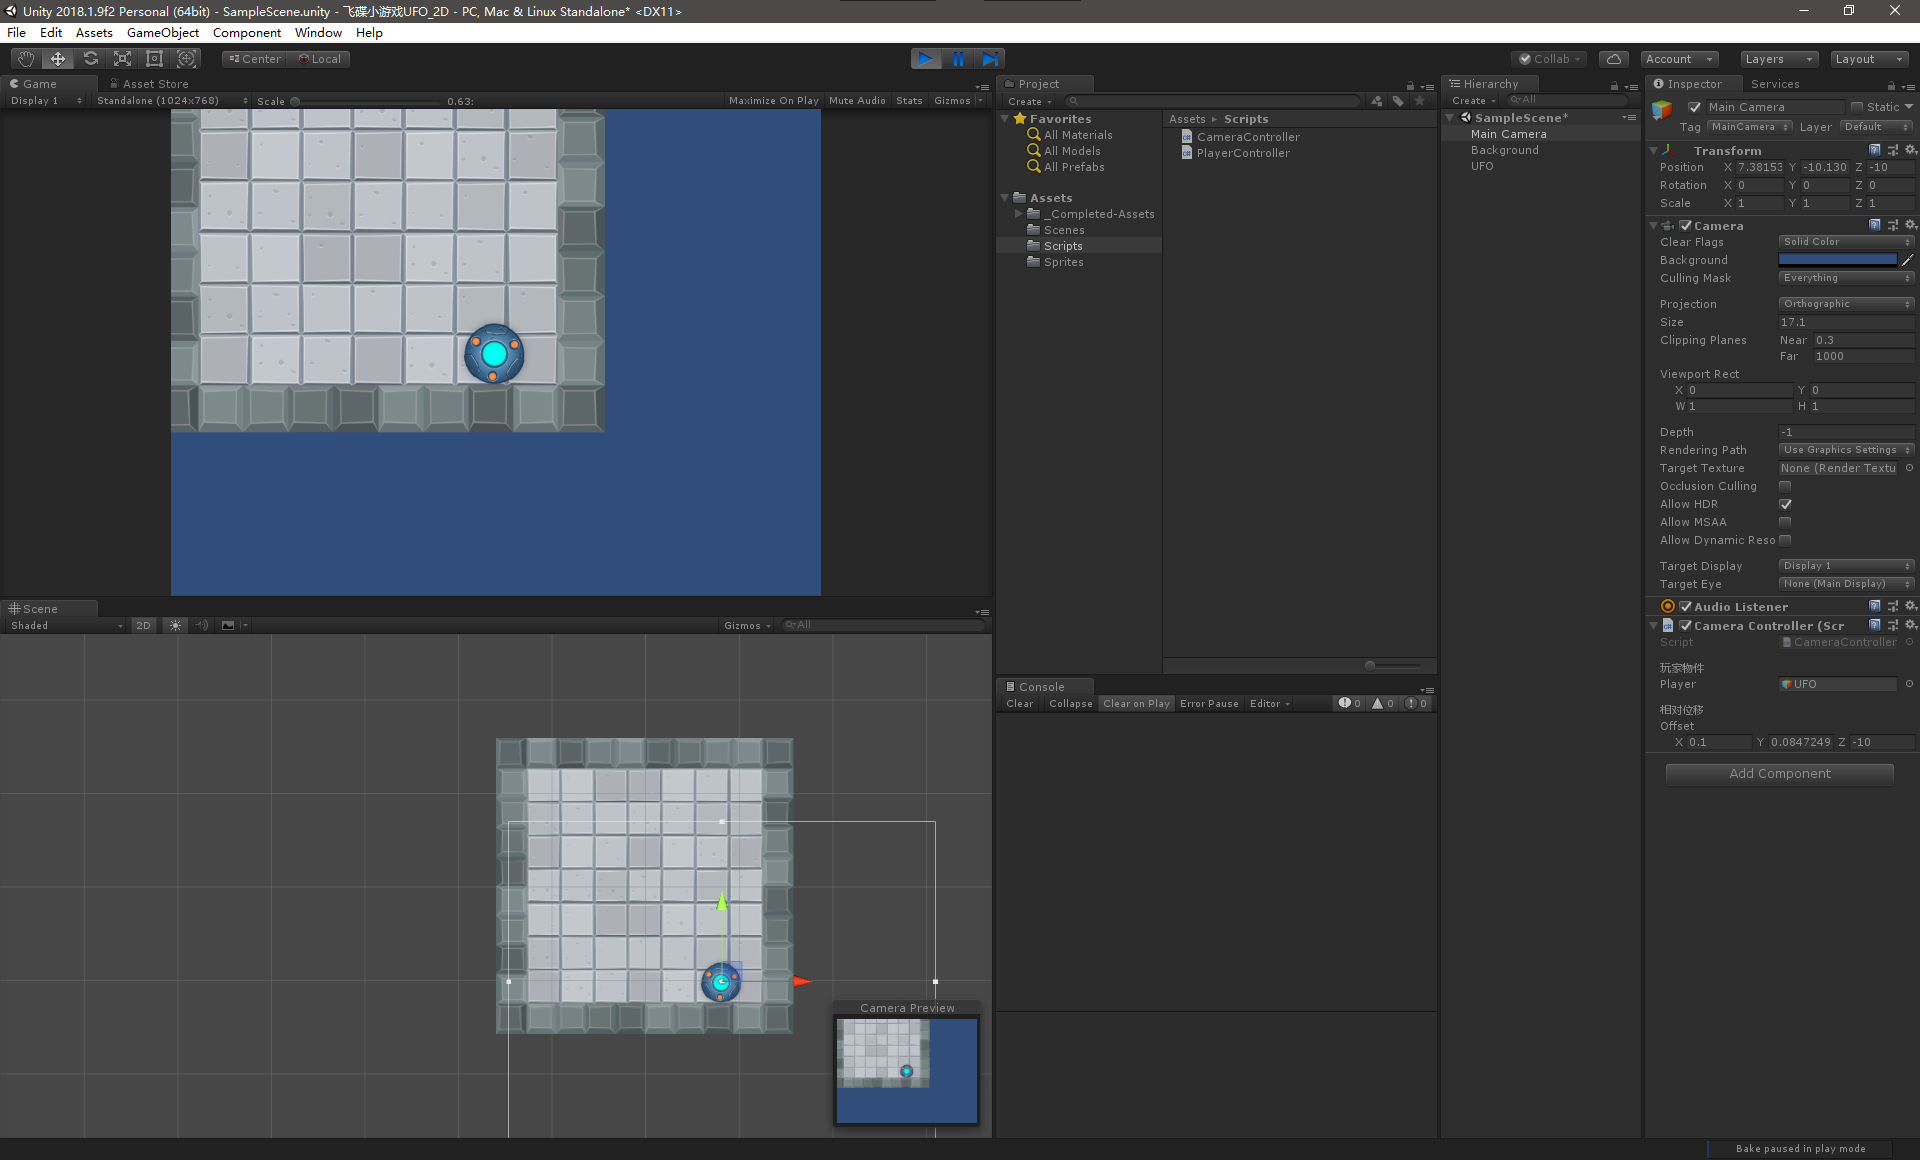 Unity 2018.1.9f2 Personal (64bit) - SampleScene.unity - 飞碟小游戏UFO_2D - PC, Mac & Linux Standalone* <DX11>
File Edit Assets GameObject Component Window Help
Center Local Collab Account Layers Layout
Game Asset Store
Display 1 Standalone (1024x768) Scale 0.63: Maximize On Play Mute Audio Stats Gizmos
Scene
Shaded 2D Gizmos All
Camera Preview
Project
Create
Favorites
All Materials
All Models
All Prefabs
Assets
_Completed-Assets
Scenes
Scripts
Sprites
Assets Scripts
CameraController
PlayerController
Console
Clear Collapse Clear on Play Error Pause Editor 0 0 0
Hierarchy
Create All
SampleScene*
Main Camera
Background
UFO
Inspector Services
Main Camera Static
Tag MainCamera Layer Default
Transform
Position X 7.38153 Y -10.130 Z -10
Rotation X 0 Y 0 Z 0
Scale X 1 Y 1 Z 1
Camera
Clear Flags Solid Color
Background
Culling Mask Everything
Projection Orthographic
Size 17.1
Clipping Planes Near 0.3
Far 1000
Viewport Rect
X 0 Y 0
W 1 H 1
Depth -1
Rendering Path Use Graphics Settings
Target Texture None (Render Textu
Occlusion Culling
Allow HDR
Allow MSAA
Allow Dynamic Reso
Target Display Display 1
Target Eye None (Main Display)
Audio Listener
Camera Controller (Scr
Script CameraController
玩家物件
Player UFO
相对位移
Offset
X 0.1 Y 0.0847249 Z -10
Add Component
Bake paused in play mode